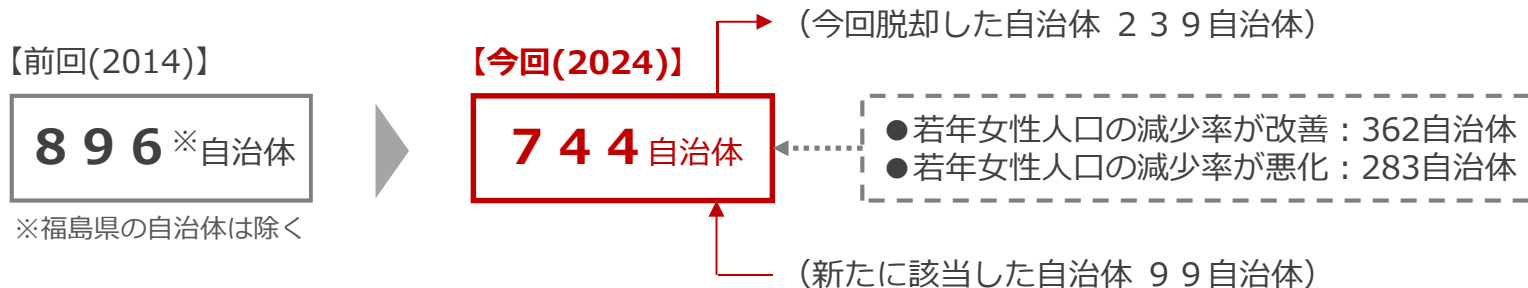 (今回脱却した自治体 239自治体)
【前回(2014)】
【今回(2024)】
896※自治体
744自治体
●若年女性人口の減少率が改善：362自治体
●若年女性人口の減少率が悪化：283自治体
※福島県の自治体は除く
(新たに該当した自治体 99自治体)